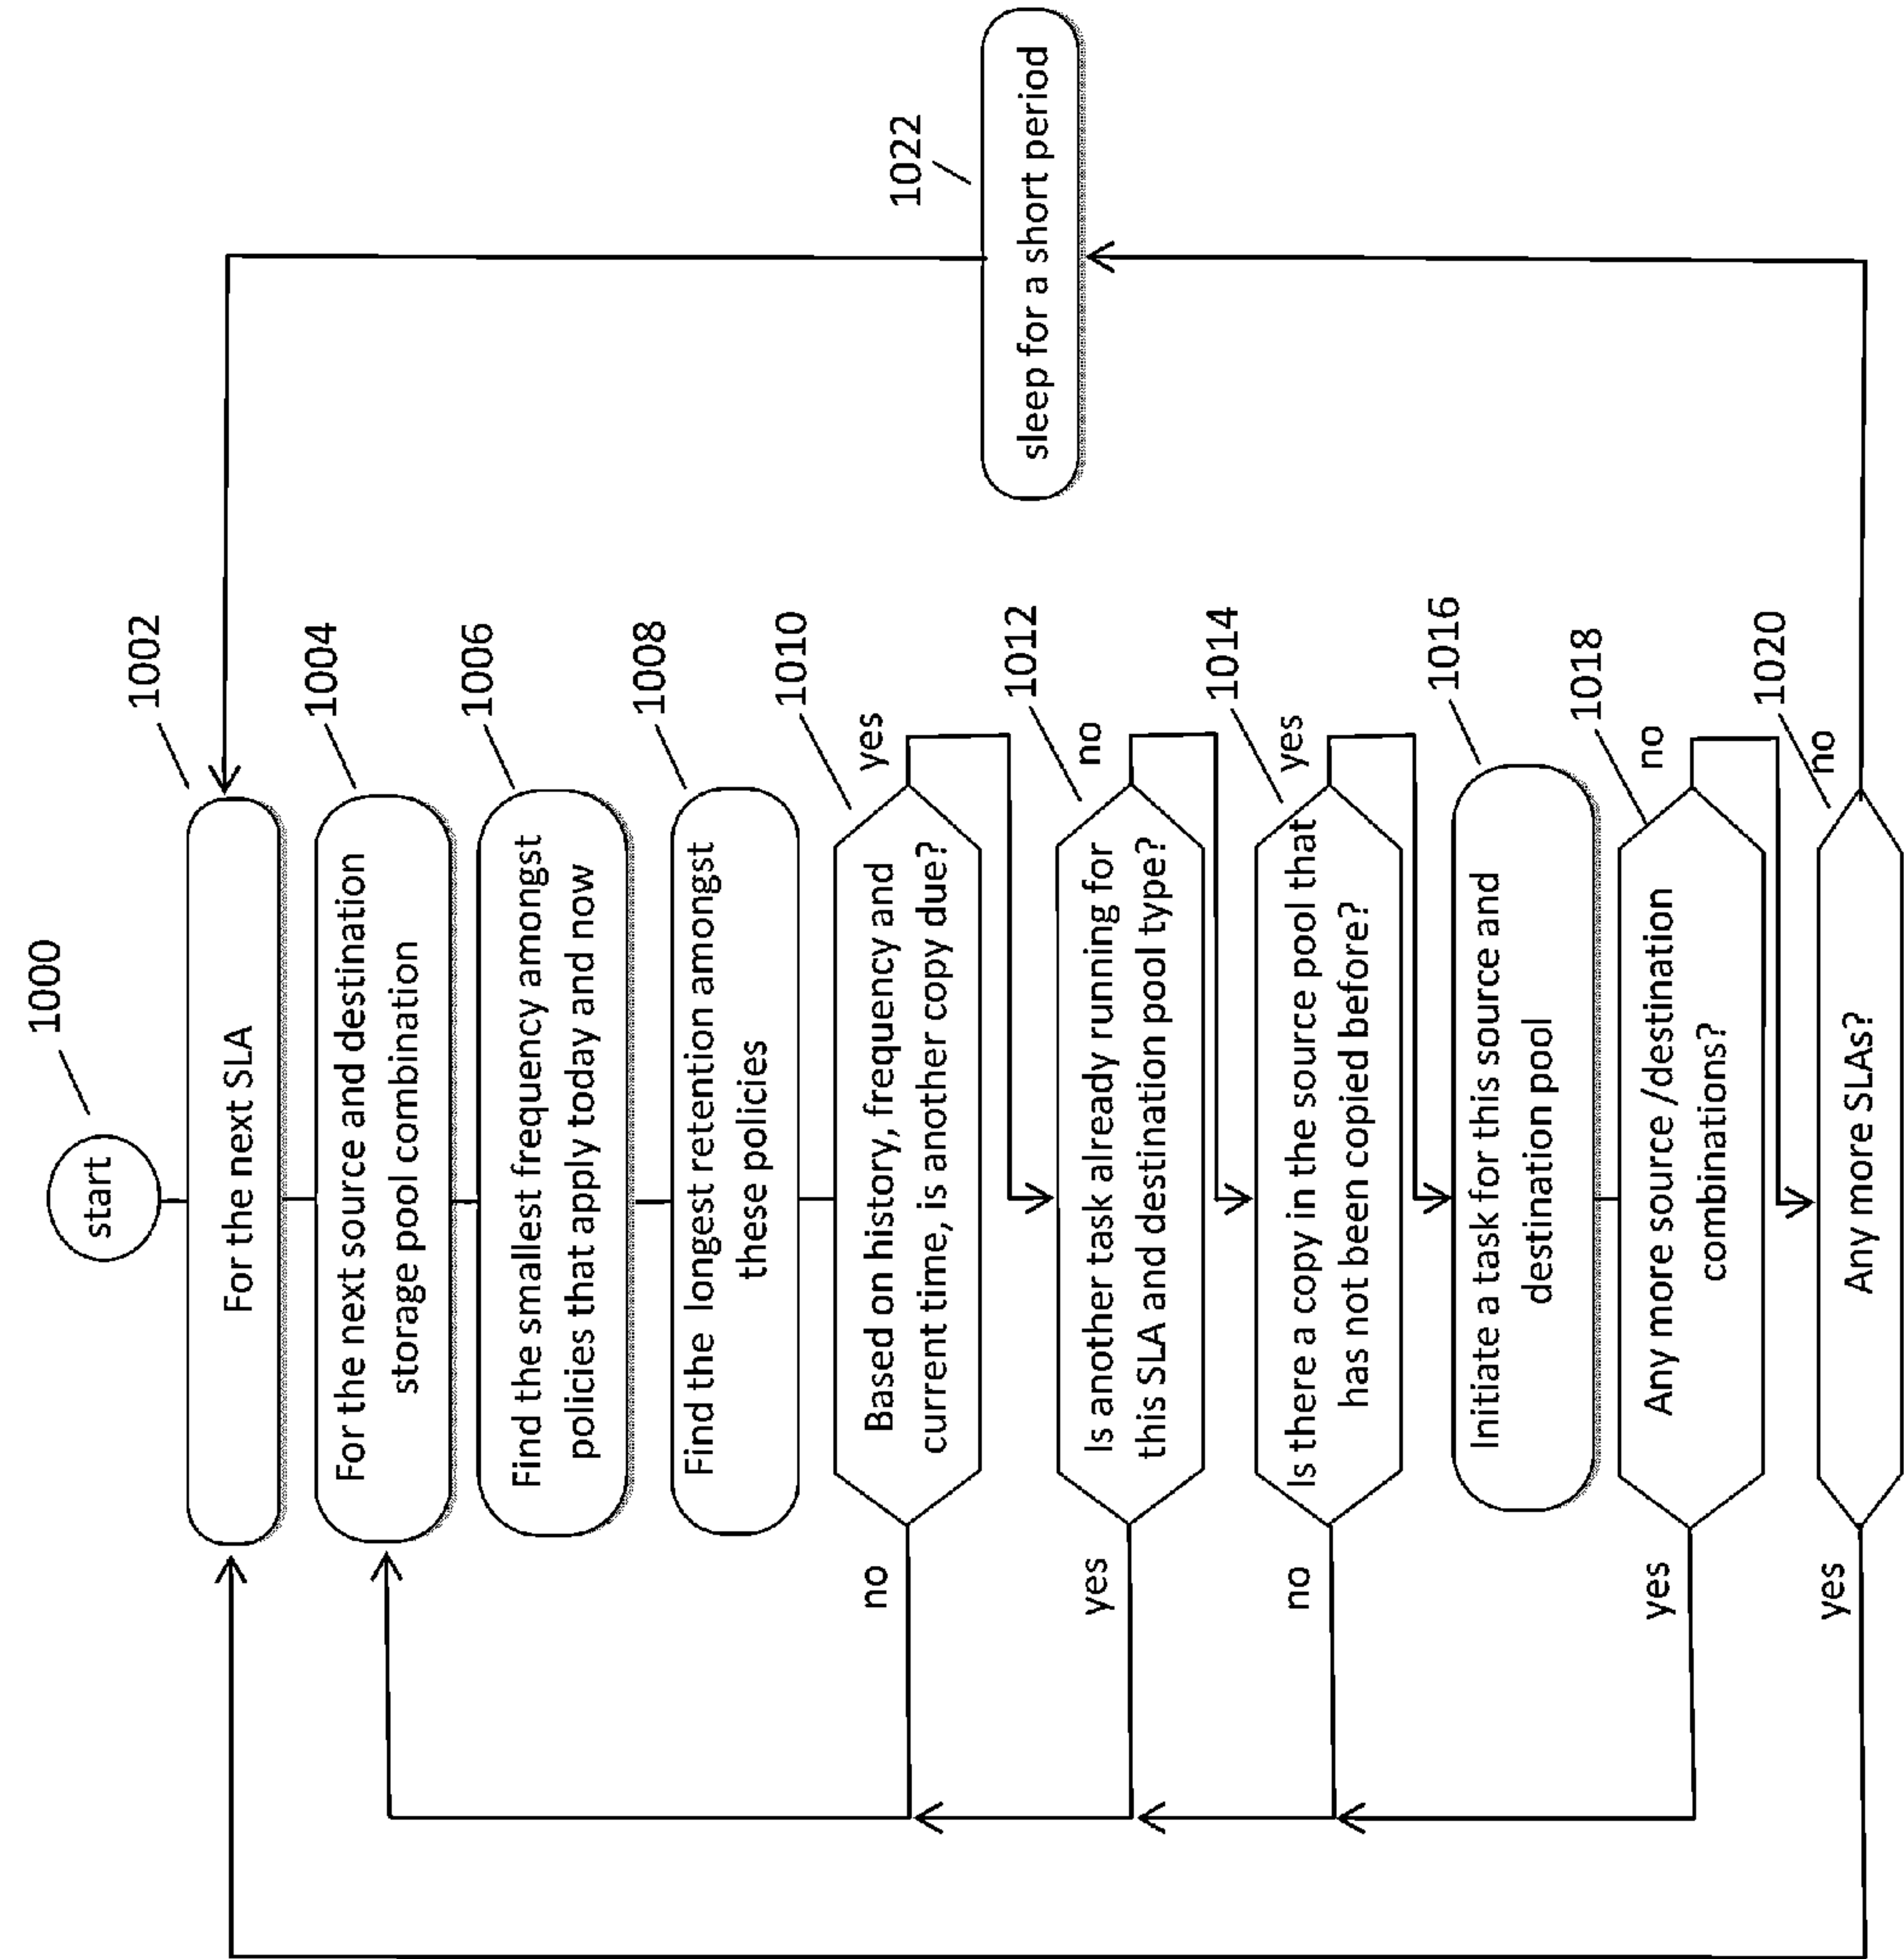 1000
start
1002
For the next SLA
1004
For the next source and destination
storage pool combination
1006
Find the smallest frequency amongst
policies that apply today and now
1008
Find the longest retention amongst
these policies
1010
Based on history, frequency and
current time, is another copy due?
no
yes
1012
Is another task already running for
this SLA and destination pool type?
yes
no
1014
Is there a copy in the source pool that
has not been copied before?
no
yes
1016
Initiate a task for this source and
destination pool
1018
Any more source /destination
combinations?
yes
no
1020
Any more SLAs?
yes
no
1022
sleep for a short period